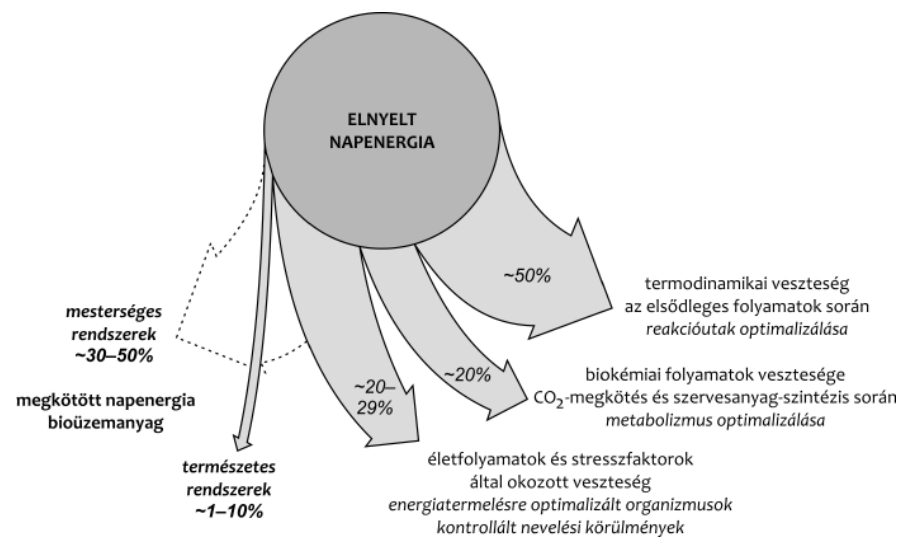 ELNYELT
NAPENERGIA
~50%
termodinamikai veszteség
az elsődleges folyamatok során
reakcióutak optimalizálása
mesterséges
rendszerek
~30–50%
~20%
biokémiai folyamatok vesztesége
CO₂-megkötés és szervesanyag-szintézis során
metabolizmus optimalizálása
~20–
29%
megkötött napenergia
bioüzemanyag
életfolyamatok és stresszfaktorok
által okozott veszteség
energiatermelésre optimalizált organizmusok
kontrollált nevelési körülmények
természetes
rendszerek
~1–10%